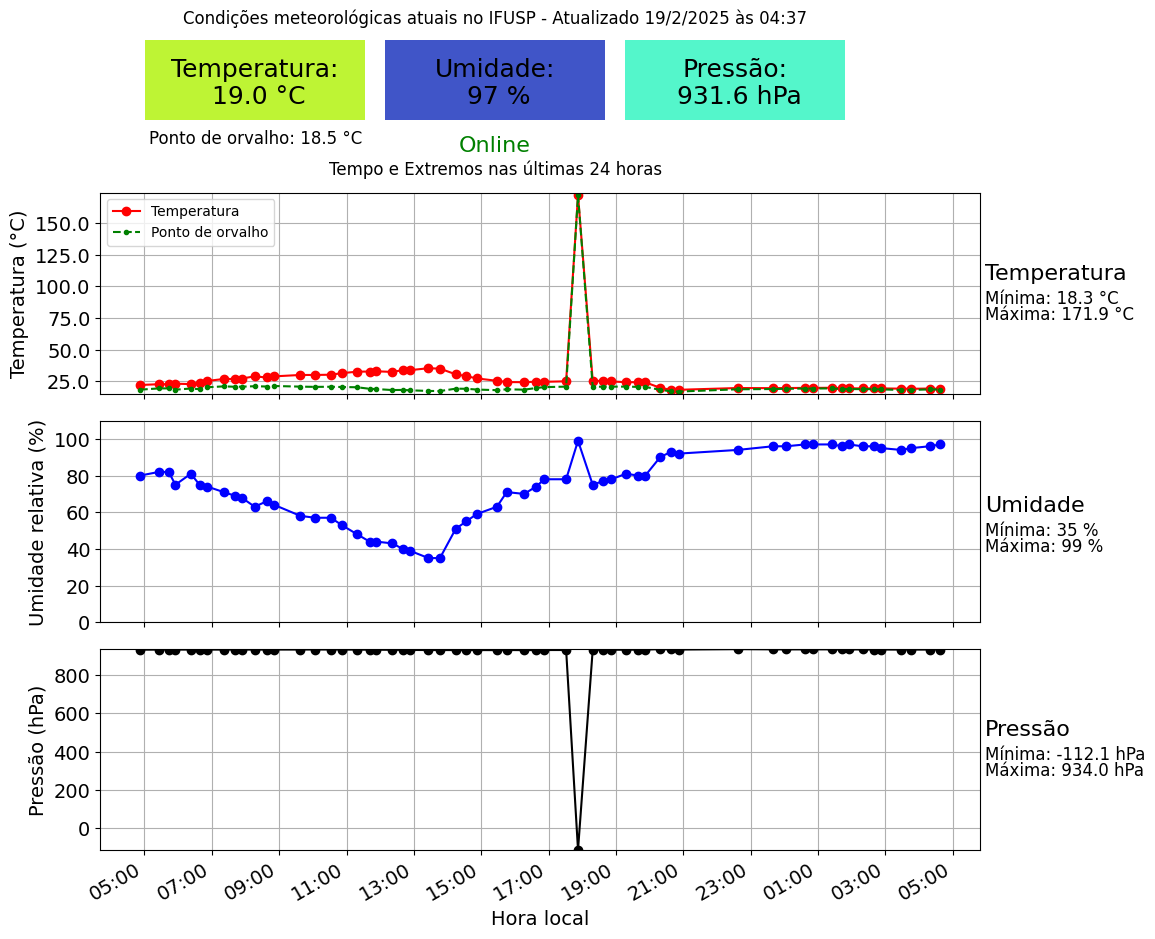 Condições meteorológicas atuais no IFUSP - Atualizado 19/2/2025 às 04:37
Temperatura:
19.0 °C
Umidade:
97 %
Pressão:
931.6 hPa
Ponto de orvalho: 18.5 °C
Online
Tempo e Extremos nas últimas 24 horas
Temperatura (°C)
150.0
125.0
100.0
75.0
50.0
25.0
Temperatura
Ponto de orvalho
Temperatura
Mínima: 18.3 °C
Máxima: 171.9 °C
Umidade relativa (%)
100
80
60
40
20
0
Umidade
Mínima: 35 %
Máxima: 99 %
Pressão (hPa)
800
600
400
200
0
Pressão
Mínima: -112.1 hPa
Máxima: 934.0 hPa
05:00 07:00 09:00 11:00 13:00 15:00 17:00 19:00 21:00 23:00 01:00 03:00 05:00
Hora local